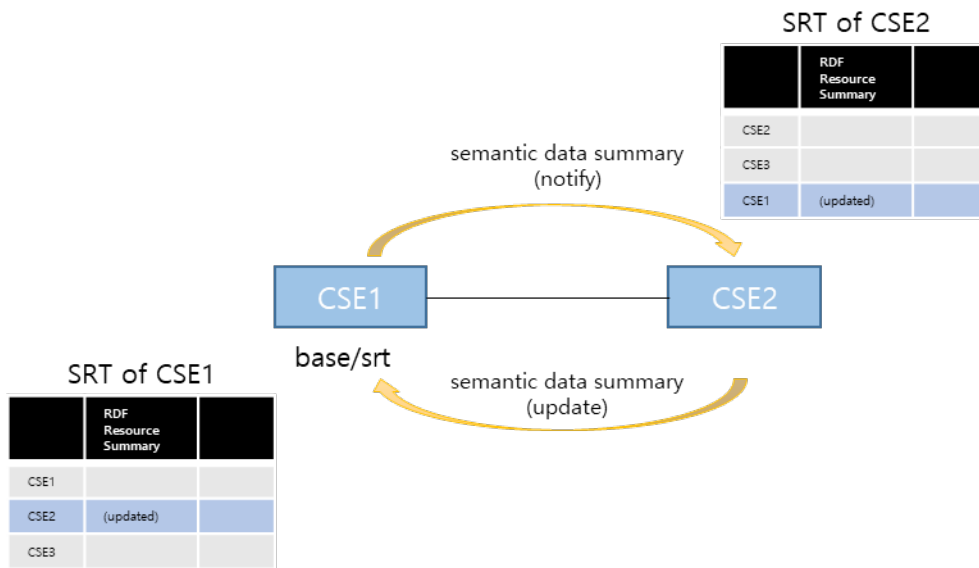 SRT of CSE2
RDF
Resource
Summary
CSE2
CSE3
CSE1 (updated)
semantic data summary
(notify)
CSE1
CSE2
base/srt
semantic data summary
(update)
SRT of CSE1
RDF
Resource
Summary
CSE1
CSE2 (updated)
CSE3